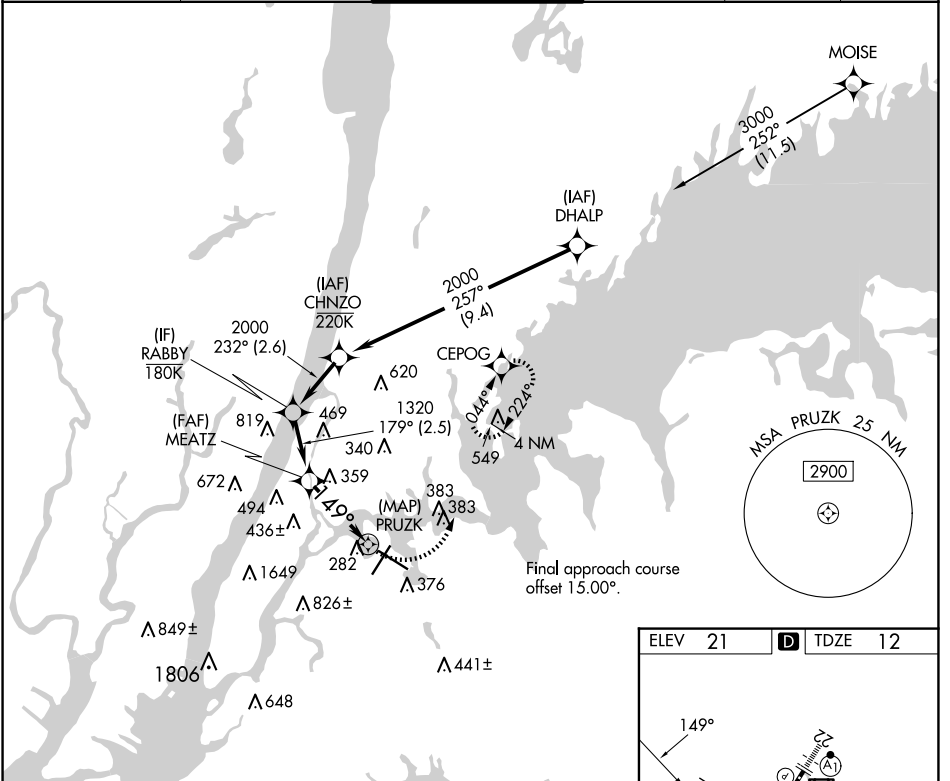 MOISE
3000
252°
(11.5)
(IAF)
DHALP
2000
257°
(9.4)
(IAF)
CHNZO
220K
2000
232° (2.6)
(IF)
RABBY
180K
CEPOG
620
044°
224°
4 NM
549
819
469
1320
179° (2.5)
340
(FAF)
MEATZ
359
672
494
436±
149°
(MAP)
PRUZK
383
383
282
376
1649
826±
849±
1806
441±
648
Final approach course
offset 15.00°.
MSA PRUZK 25 NM
2900
ELEV 21 D TDZE 12
149°
22
A1
P